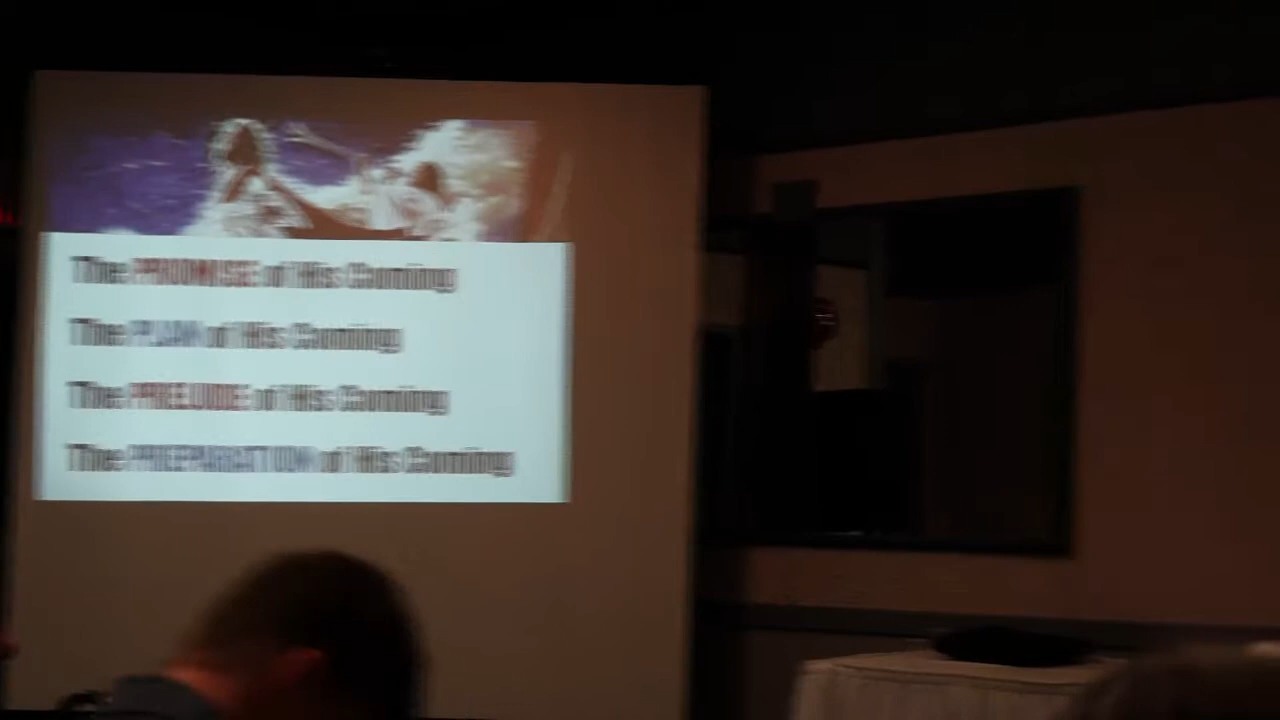 The PROMISE of His Coming
The PLAN of His Coming
The PRELUDE of His Coming
The PREPARATION of His Coming